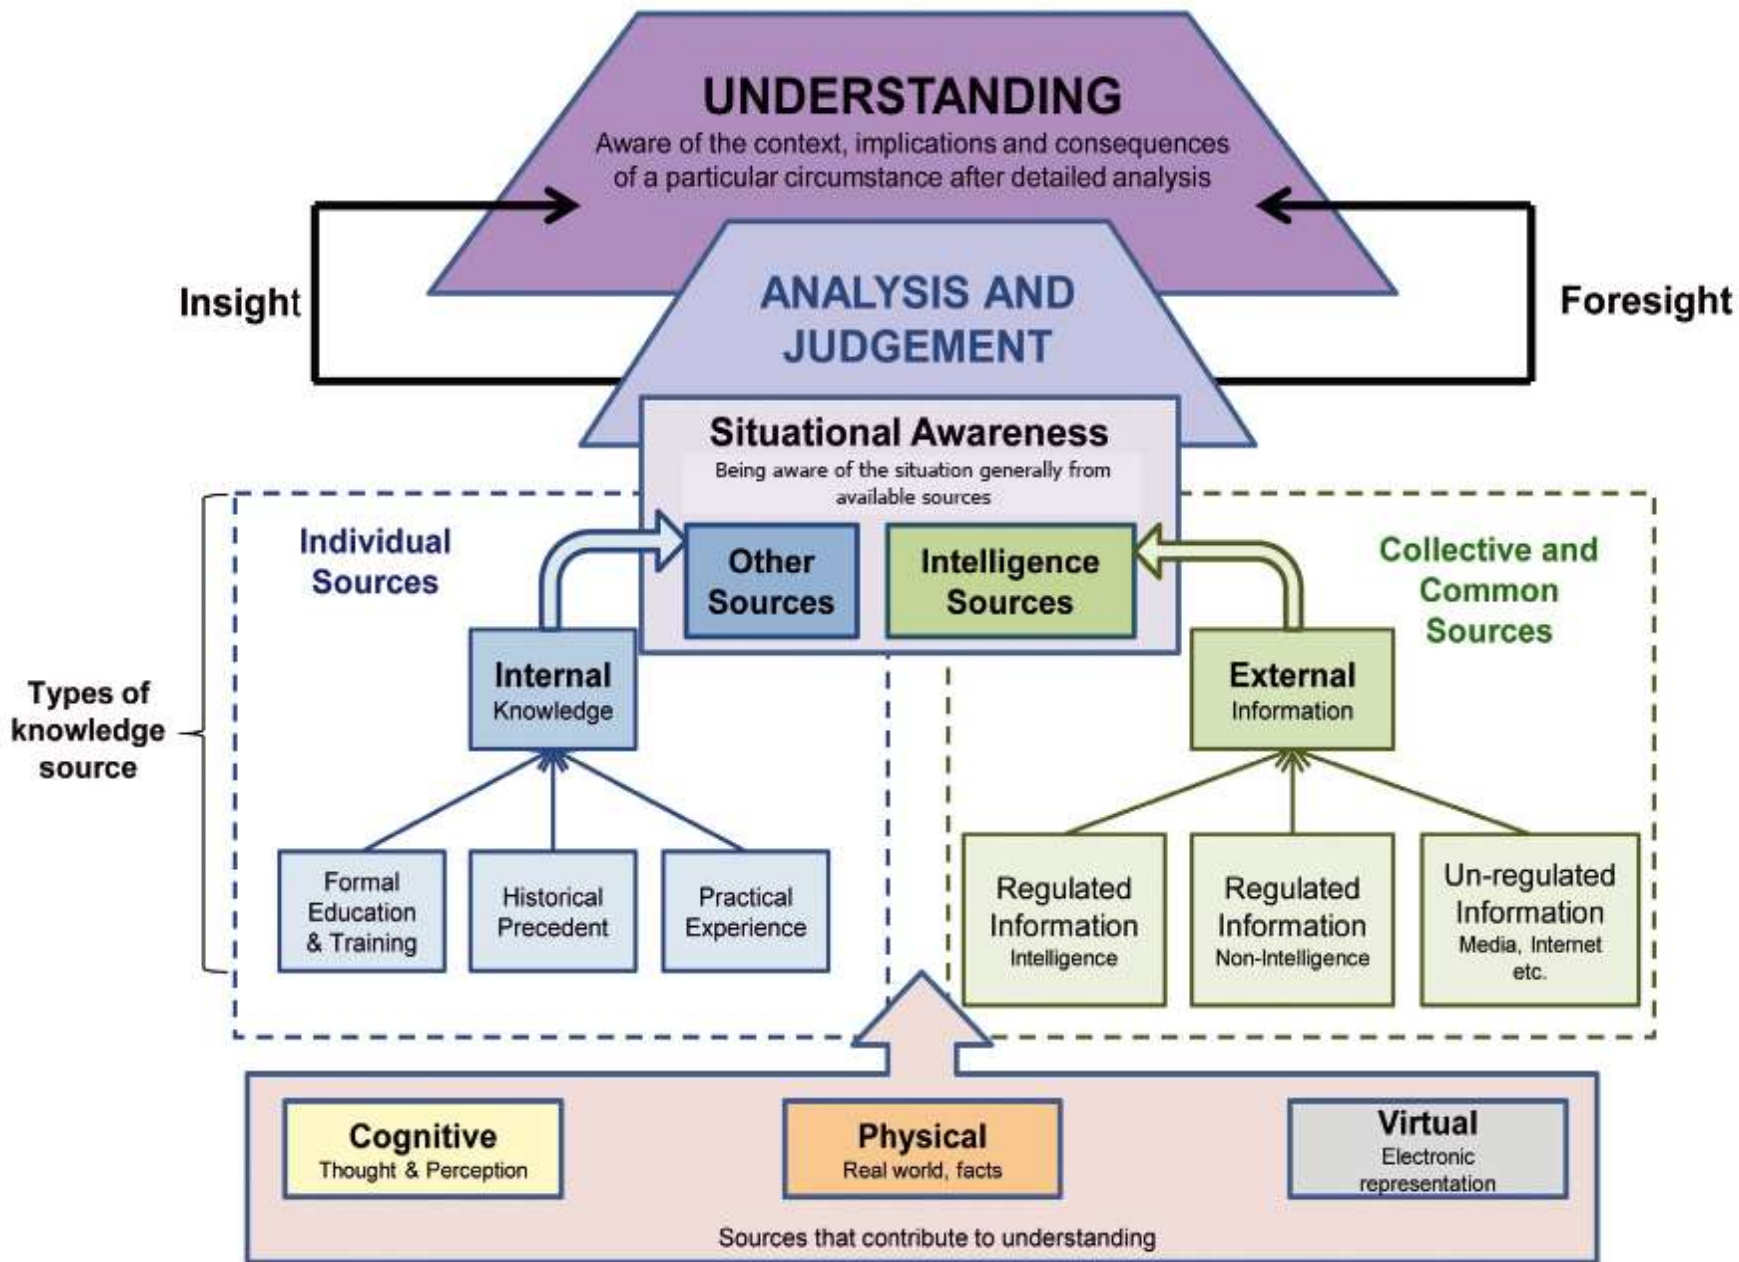 UNDERSTANDING
Aware of the context, implications and consequences
of a particular circumstance after detailed analysis
Insight
Foresight
ANALYSIS AND
JUDGEMENT
Situational Awareness
Being aware of the situation generally from
available sources
Individual
Sources
Other
Sources
Intelligence
Sources
Collective and
Common
Sources
Types of
knowledge
source
Internal
Knowledge
External
Information
Formal
Education
& Training
Historical
Precedent
Practical
Experience
Regulated
Information
Intelligence
Regulated
Information
Non-Intelligence
Un-regulated
Information
Media, Internet
etc.
Cognitive
Thought & Perception
Physical
Real world, facts
Virtual
Electronic
representation
Sources that contribute to understanding